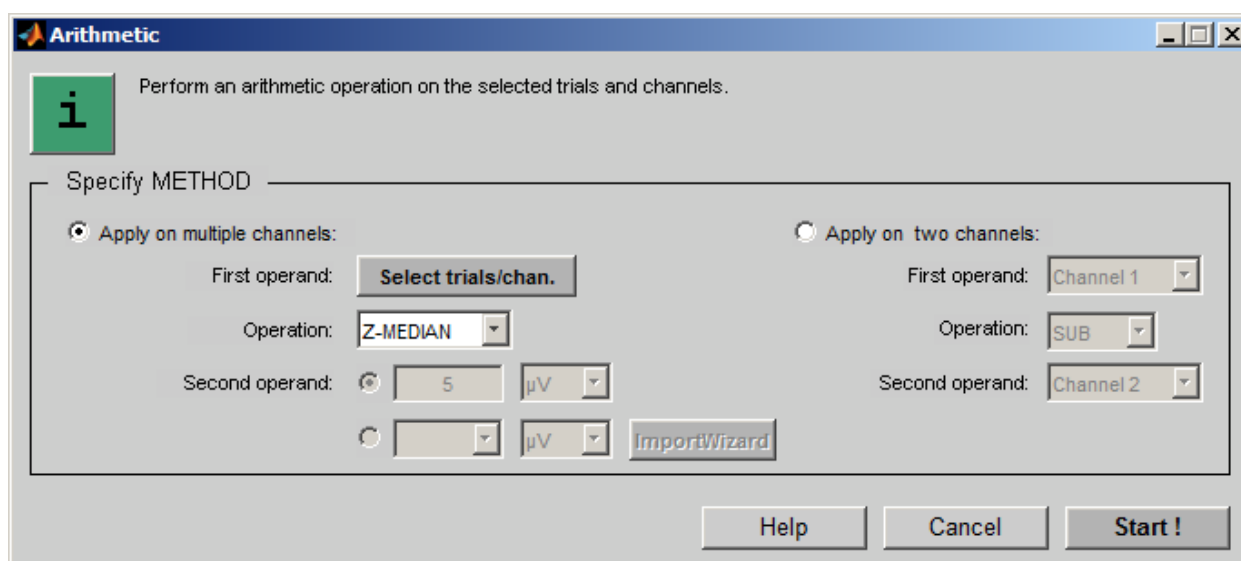 Arithmetic
i
Perform an arithmetic operation on the selected trials and channels.
Specify METHOD
Apply on multiple channels:
First operand: Select trials/chan.
Operation: Z-MEDIAN
Second operand: 5 µV
µV ImportWizard
Apply on two channels:
First operand: Channel 1
Operation: SUB
Second operand: Channel 2
Help Cancel Start !